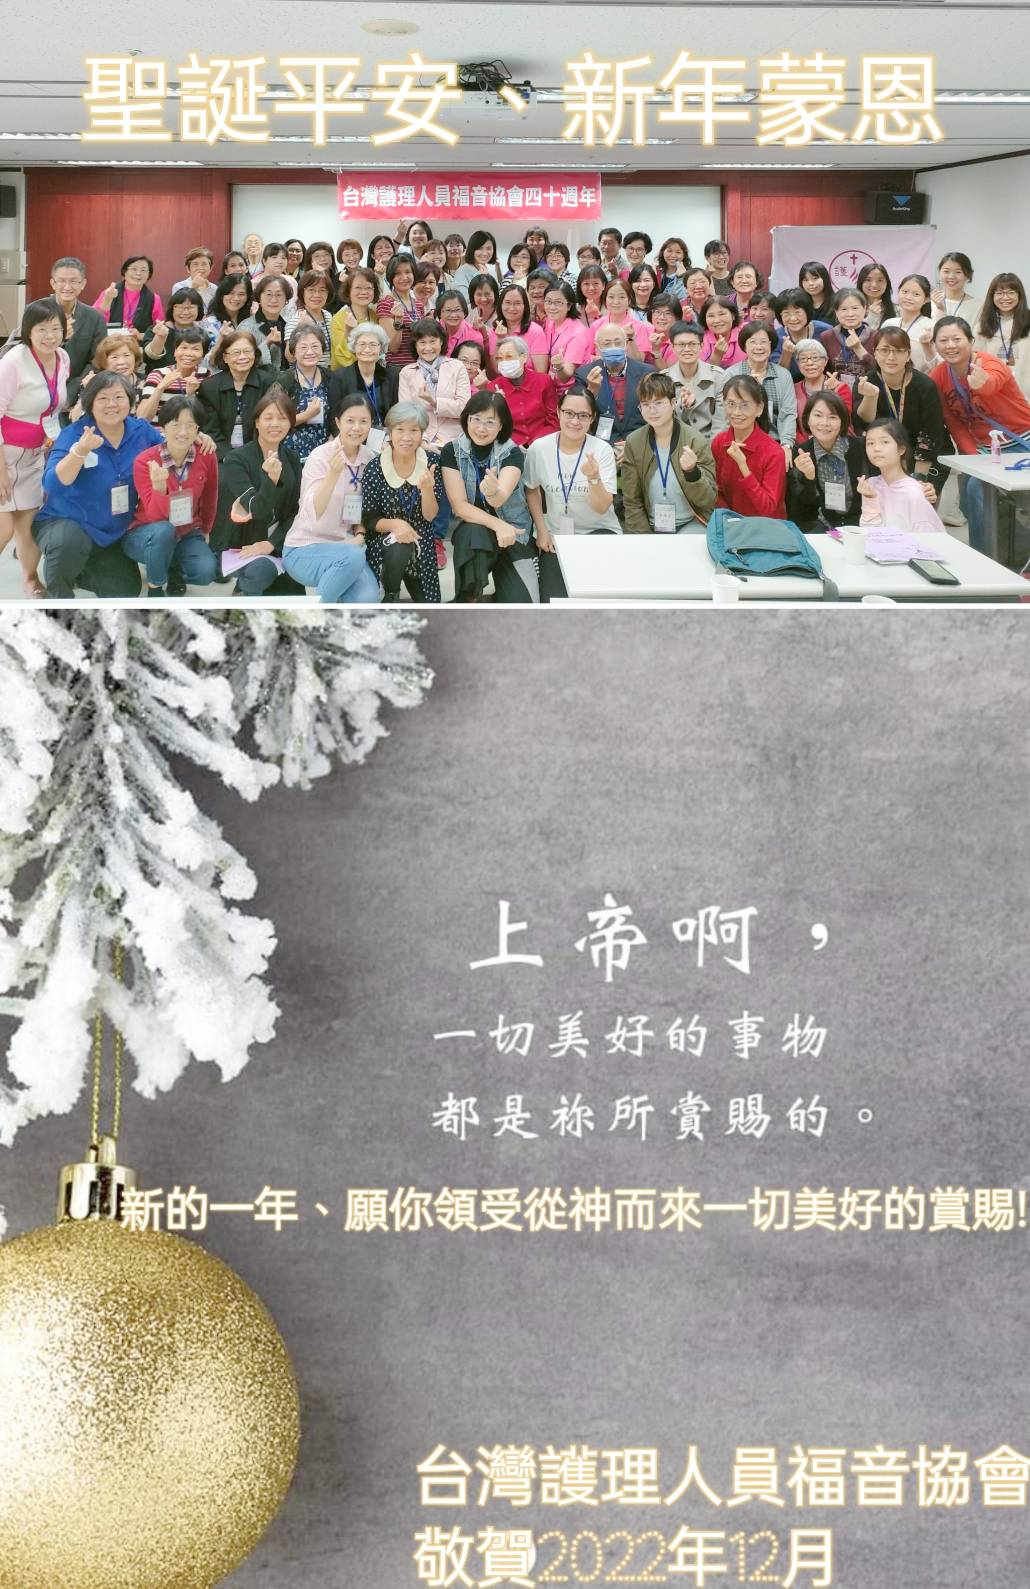 聖誕平安、新年蒙恩
台灣護理人員福音協會四十週年
護
上帝啊，
一切美好的事物
都是祢所賞賜的。
新的一年、願你領受從神而來一切美好的賞賜!
台灣護理人員福音協會
敬賀2022年12月